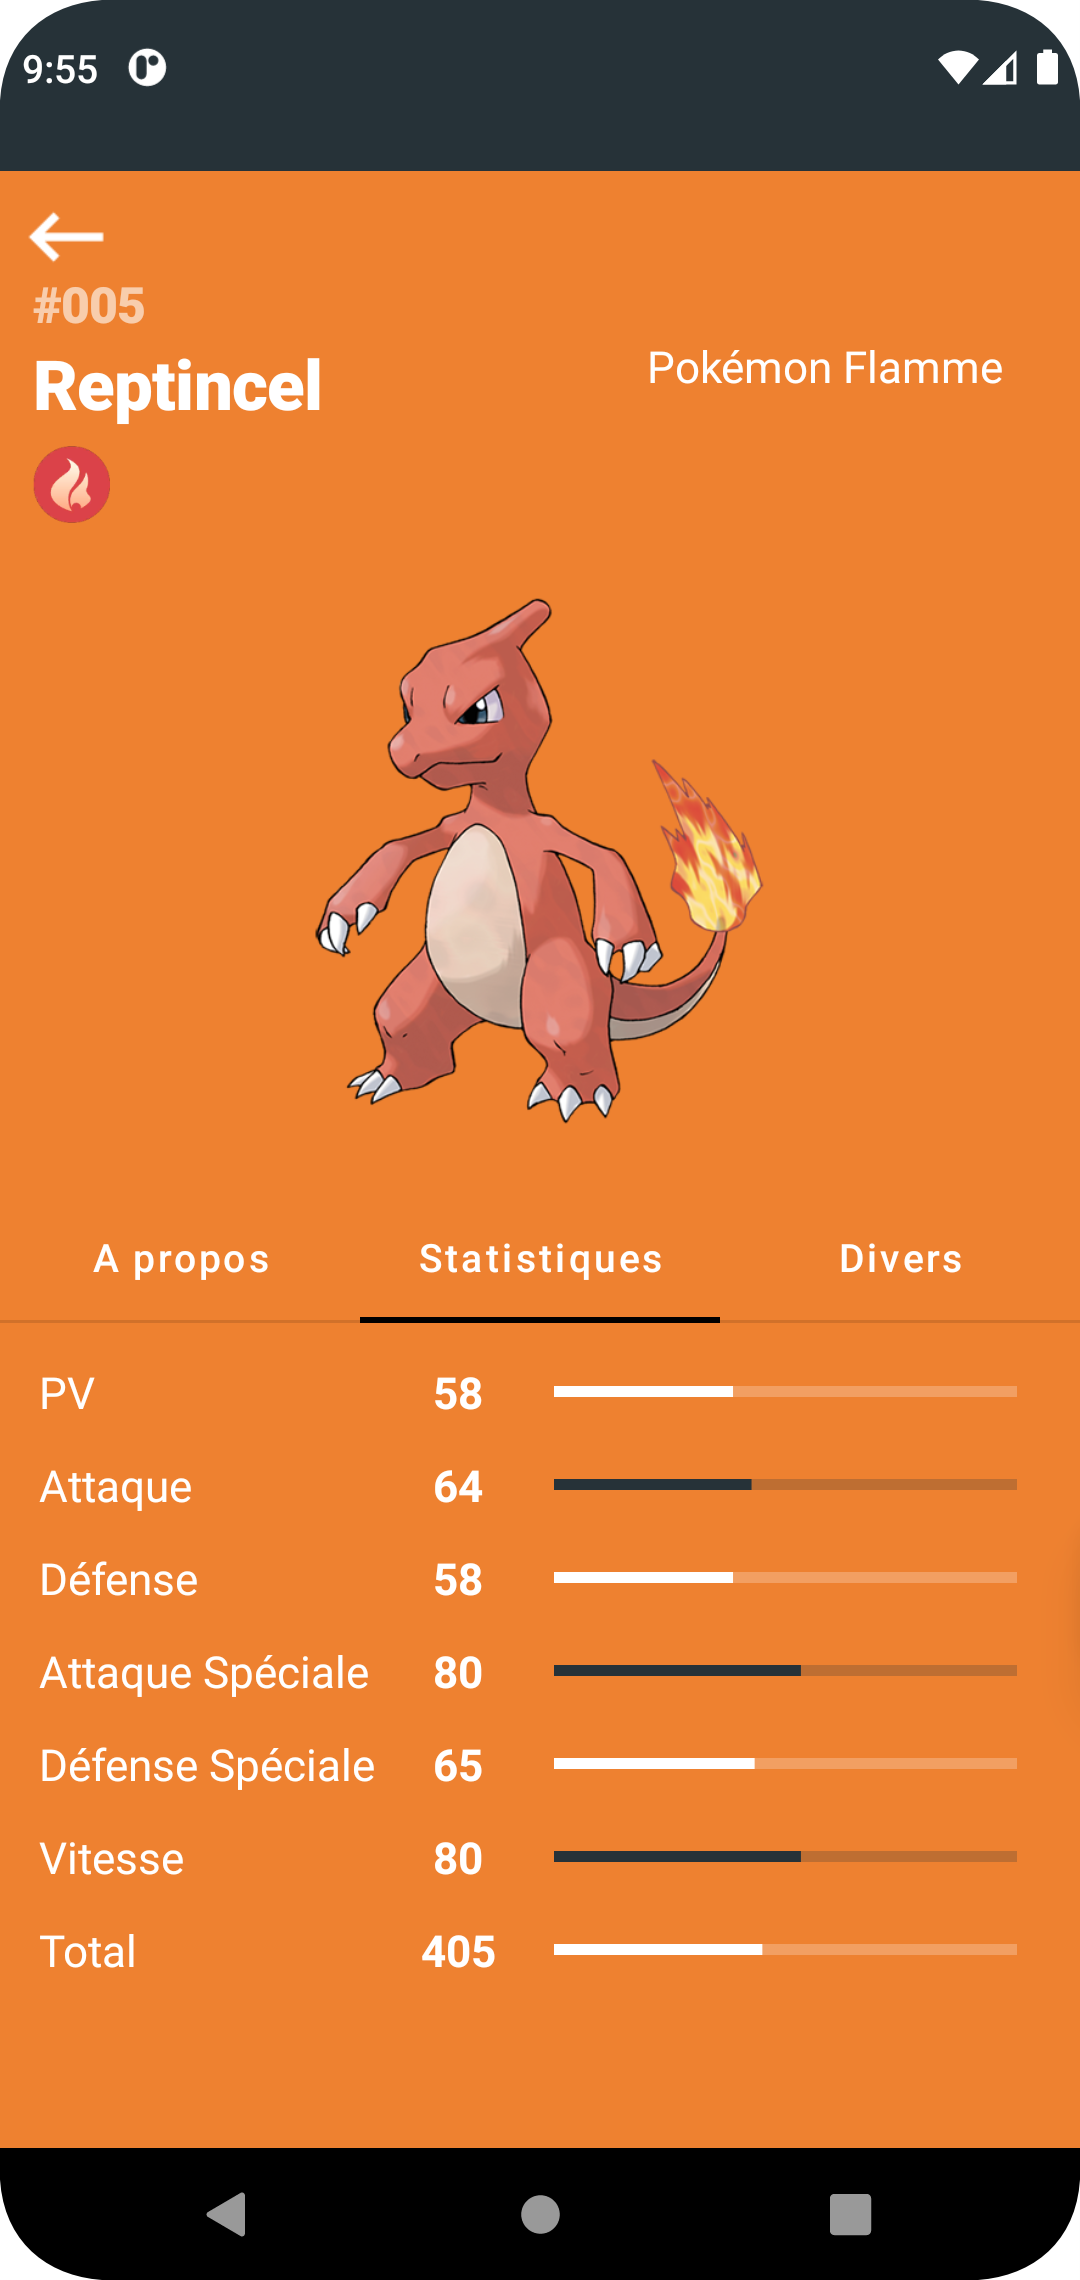 9:55
#005
Reptincel
Pokémon Flamme
A propos Statistiques Divers
PV 58
Attaque 64
Défense 58
Attaque Spéciale 80
Défense Spéciale 65
Vitesse 80
Total 405